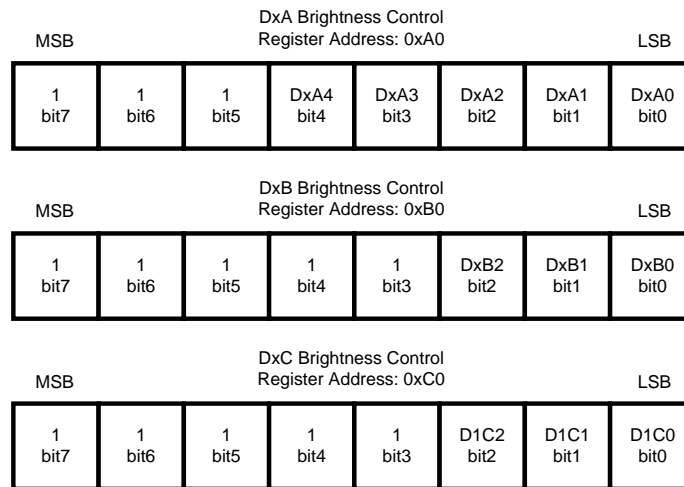 DxA Brightness Control
MSB Register Address: 0xA0 LSB
1 1 1 DxA4 DxA3 DxA2 DxA1 DxA0
bit7 bit6 bit5 bit4 bit3 bit2 bit1 bit0
DxB Brightness Control
MSB Register Address: 0xB0 LSB
1 1 1 1 1 DxB2 DxB1 DxB0
bit7 bit6 bit5 bit4 bit3 bit2 bit1 bit0
DxC Brightness Control
MSB Register Address: 0xC0 LSB
1 1 1 1 1 D1C2 D1C1 D1C0
bit7 bit6 bit5 bit4 bit3 bit2 bit1 bit0